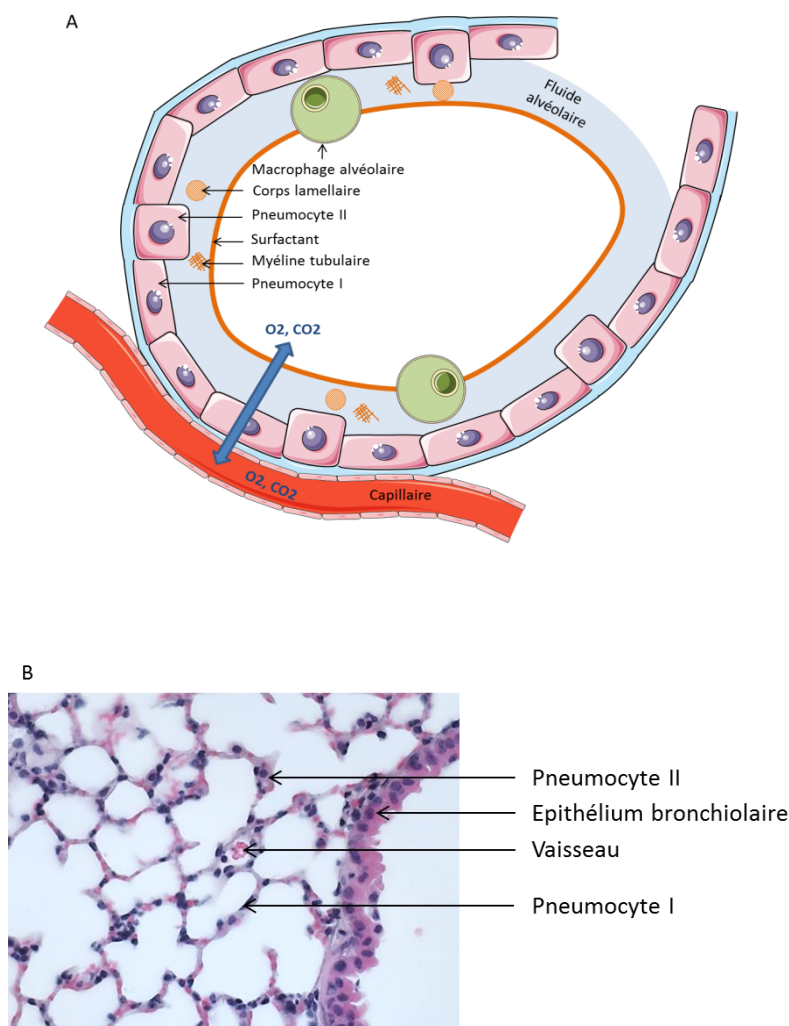 A
Fluide
alvéolaire
Macrophage alvéolaire
Corps lamellaire
Pneumocyte II
Surfactant
Myéline tubulaire
Pneumocyte I
O2, CO2
O2, CO2
Capillaire
B
Pneumocyte II
Epithélium bronchiolaire
Vaisseau
Pneumocyte I